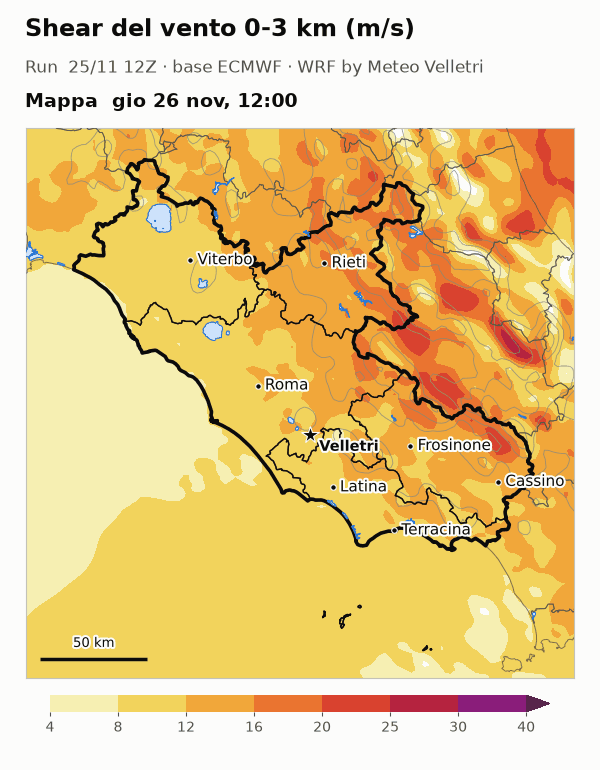 Shear del vento 0-3 km (m/s)
Run  25/11 12Z · base ECMWF · WRF by Meteo Velletri
Mappa  gio 26 nov, 12:00
Viterbo
Rieti
Roma
Velletri
Frosinone
Latina
Cassino
Terracina
50 km
4 8 12 16 20 25 30 40